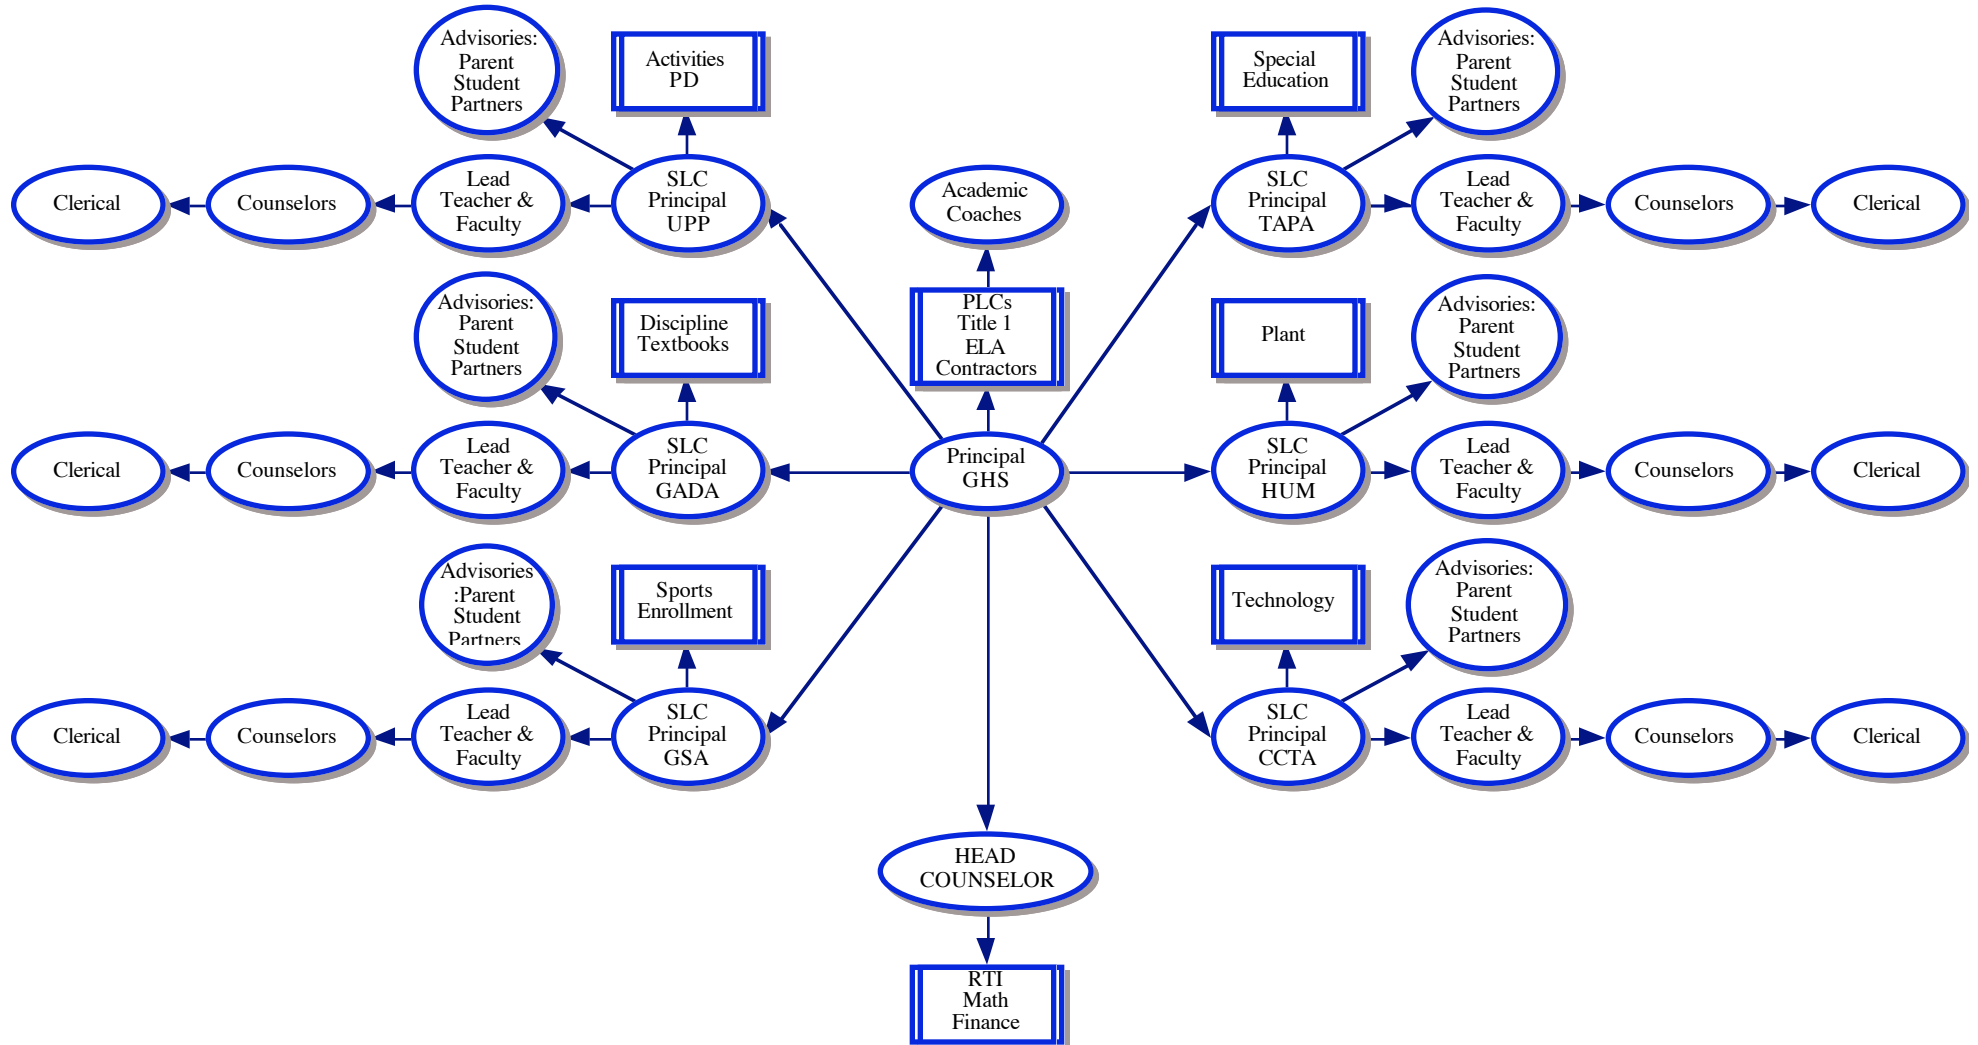 Advisories:
Parent
Student
Partners
Activities
PD
Special
Education
Advisories:
Parent
Student
Partners
Clerical
Counselors
Lead
Teacher &
Faculty
SLC
Principal
UPP
Academic
Coaches
SLC
Principal
TAPA
Lead
Teacher &
Faculty
Counselors
Clerical
Advisories:
Parent
Student
Partners
Discipline
Textbooks
PLCs
Title 1
ELA
Contractors
Plant
Advisories:
Parent
Student
Partners
Clerical
Counselors
Lead
Teacher &
Faculty
SLC
Principal
GADA
Principal
GHS
SLC
Principal
HUM
Lead
Teacher &
Faculty
Counselors
Clerical
Advisories
:Parent
Student
Partners
Sports
Enrollment
Technology
Advisories:
Parent
Student
Partners
Clerical
Counselors
Lead
Teacher &
Faculty
SLC
Principal
GSA
SLC
Principal
CCTA
Lead
Teacher &
Faculty
Counselors
Clerical
HEAD
COUNSELOR
RTI
Math
Finance